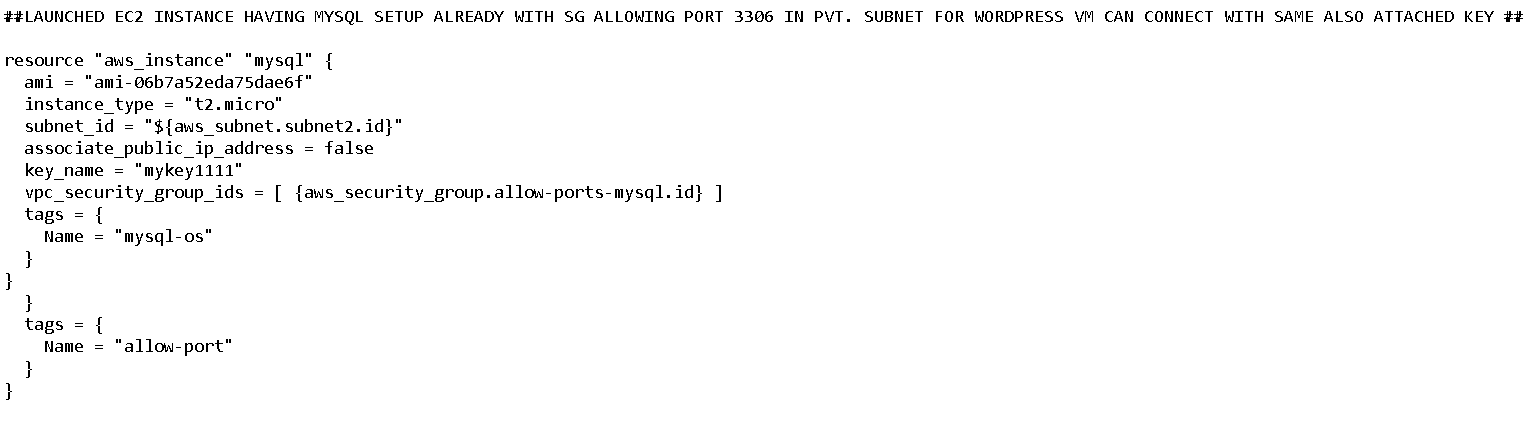 ##LAUNCHED EC2 INSTANCE HAVING MYSQL SETUP ALREADY WITH SG ALLOWING PORT 3306 IN PVT. SUBNET FOR WORDPRESS VM CAN CONNECT WITH SAME ALSO ATTACHED KEY ##

resource "aws_instance" "mysql" {
  ami = "ami-06b7a52eda75dae6f"
  instance_type = "t2.micro"
  subnet_id = "${aws_subnet.subnet2.id}"
  associate_public_ip_address = false
  key_name = "mykey1111"
  vpc_security_group_ids = [ {aws_security_group.allow-ports-mysql.id} ]
  tags = {
    Name = "mysql-os"
  }
}
  }
  tags = {
    Name = "allow-port"
  }
}